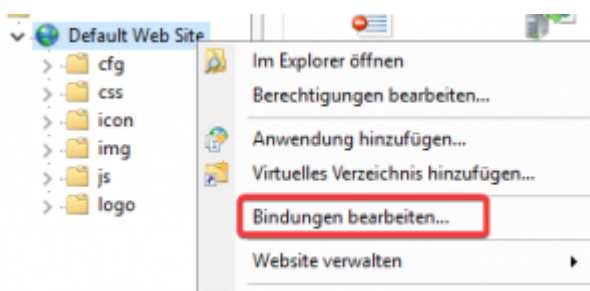 Default Web Site
cfg
css
icon
img
js
logo
Im Explorer öffnen
Berechtigungen bearbeiten...
Anwendung hinzufügen...
Virtuelles Verzeichnis hinzufügen...
Bindungen bearbeiten...
Website verwalten